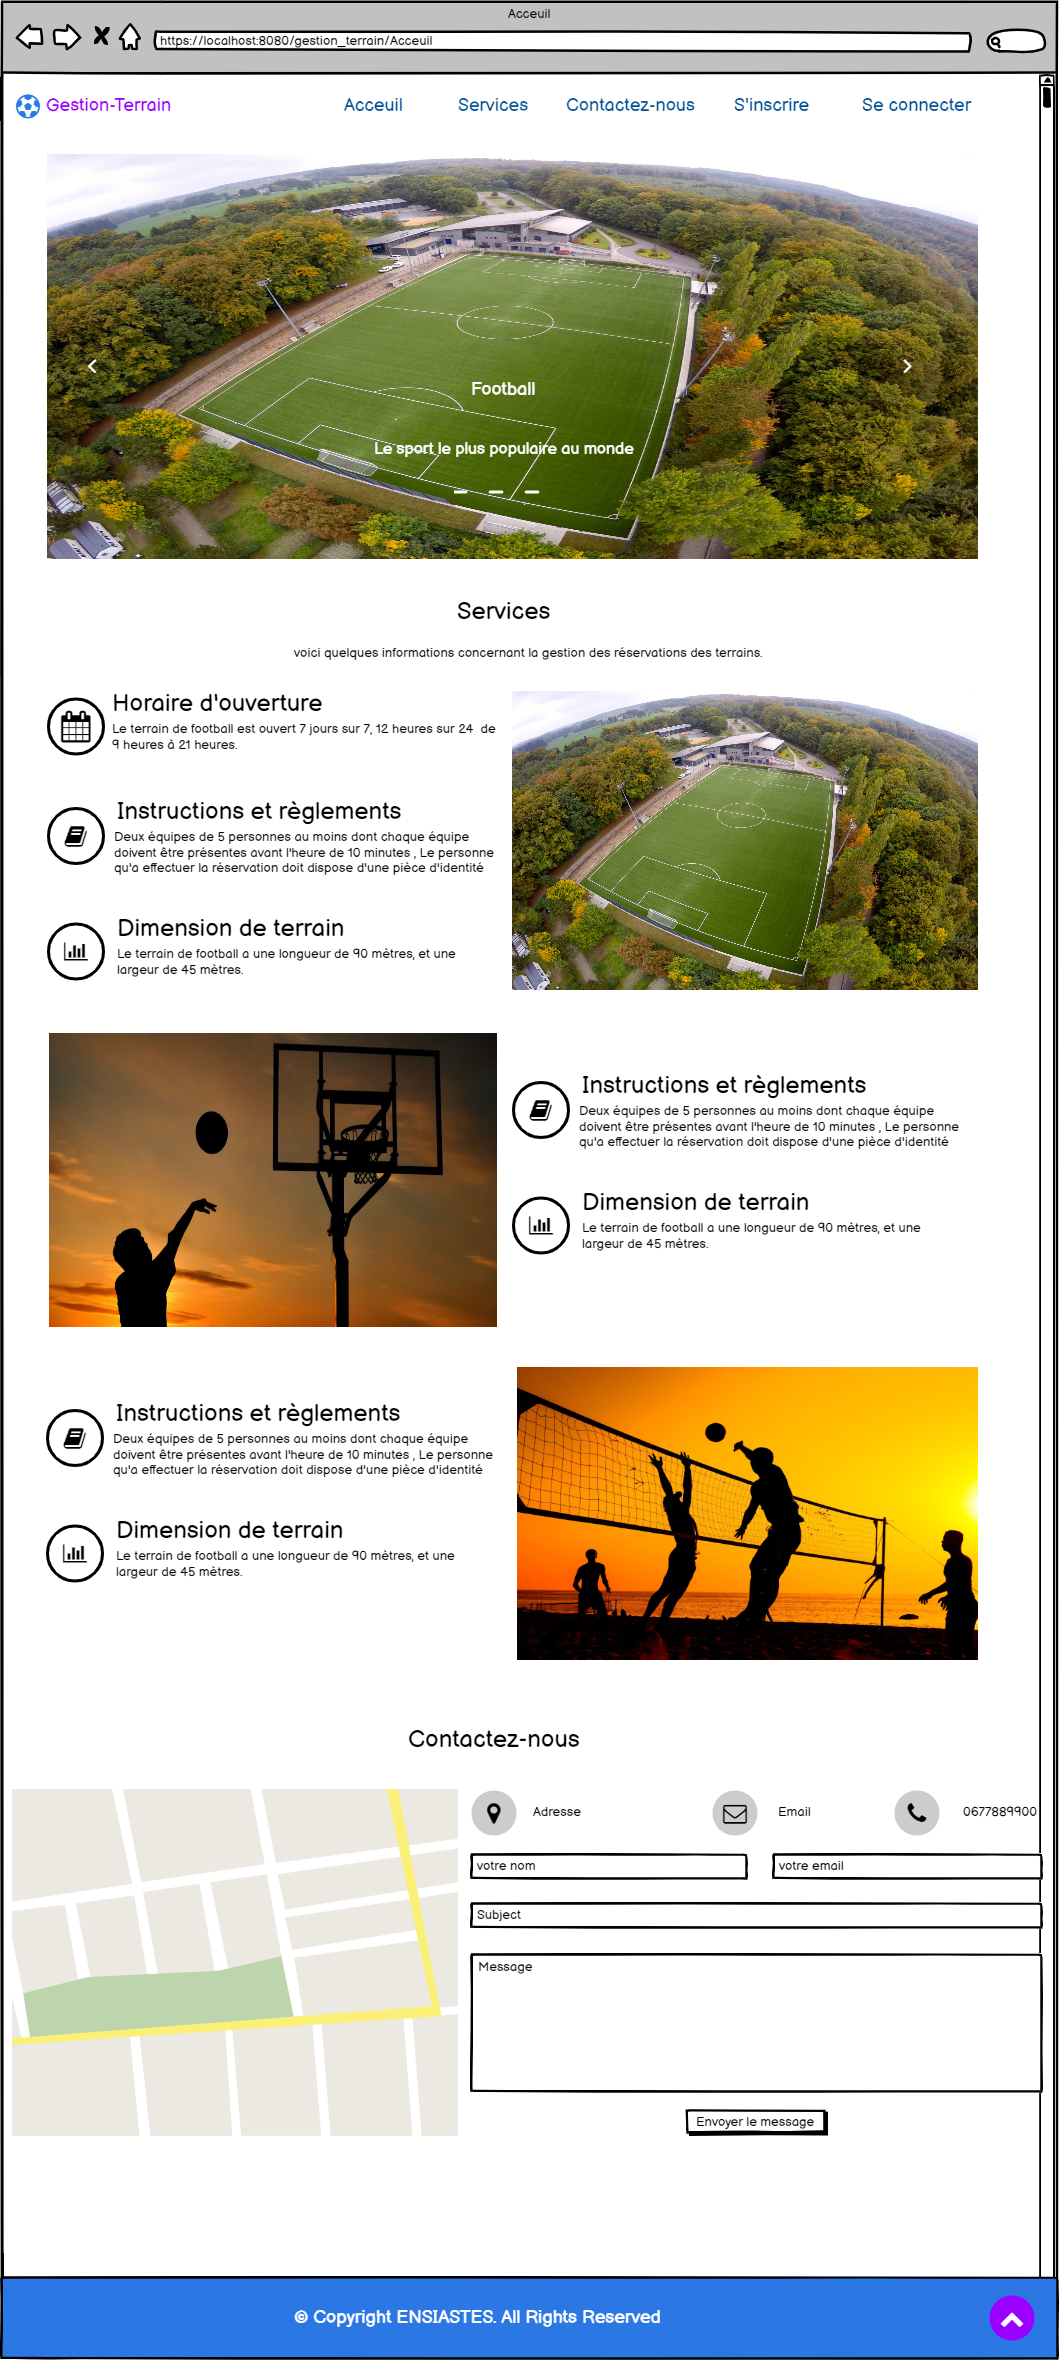 Acceuil
https://localhost:8080/gestion_terrain/Acceuil
Gestion-Terrain Acceuil Services Contactez-nous S'inscrire Se connecter
Football
Le sport le plus populaire au monde
Services
voici quelques informations concernant la gestion des réservations des terrains.
Horaire d'ouverture
Le terrain de football est ouvert 7 jours sur 7, 12 heures sur 24 de
9 heures à 21 heures.
Instructions et règlements
Deux équipes de 5 personnes au moins dont chaque équipe
doivent être présentes avant l'heure de 10 minutes , Le personne
qu'a effectuer la réservation doit dispose d'une pièce d'identité
Dimension de terrain
Le terrain de football a une longueur de 90 mètres, et une
largeur de 45 mètres.
Instructions et règlements
Deux équipes de 5 personnes au moins dont chaque équipe
doivent être présentes avant l'heure de 10 minutes , Le personne
qu'a effectuer la réservation doit dispose d'une pièce d'identité
Dimension de terrain
Le terrain de football a une longueur de 90 mètres, et une
largeur de 45 mètres.
Instructions et règlements
Deux équipes de 5 personnes au moins dont chaque équipe
doivent être présentes avant l'heure de 10 minutes , Le personne
qu'a effectuer la réservation doit dispose d'une pièce d'identité
Dimension de terrain
Le terrain de football a une longueur de 90 mètres, et une
largeur de 45 mètres.
Contactez-nous
Adresse Email 0677889900
votre nom votre email
Subject
Message
Envoyer le message
© Copyright ENSIASTES. All Rights Reserved